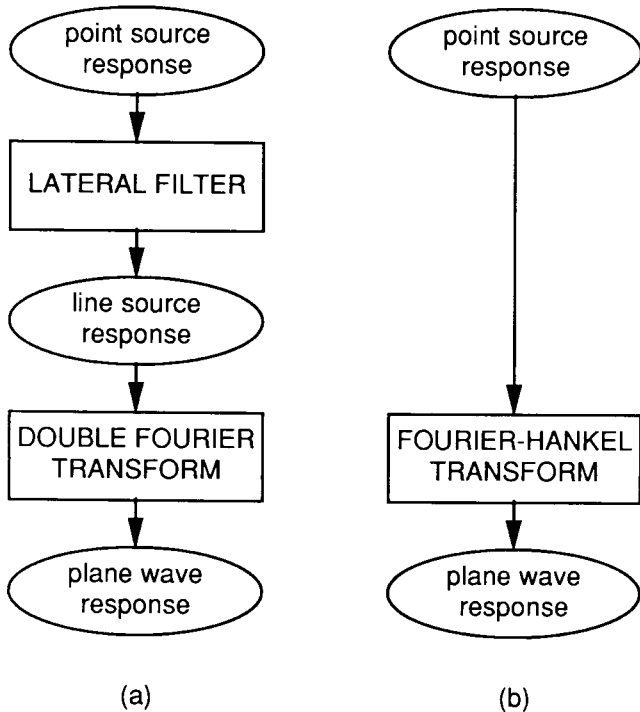 point source
response
LATERAL FILTER
line source
response
DOUBLE FOURIER
TRANSFORM
plane wave
response
(a)
point source
response
FOURIER-HANKEL
TRANSFORM
plane wave
response
(b)